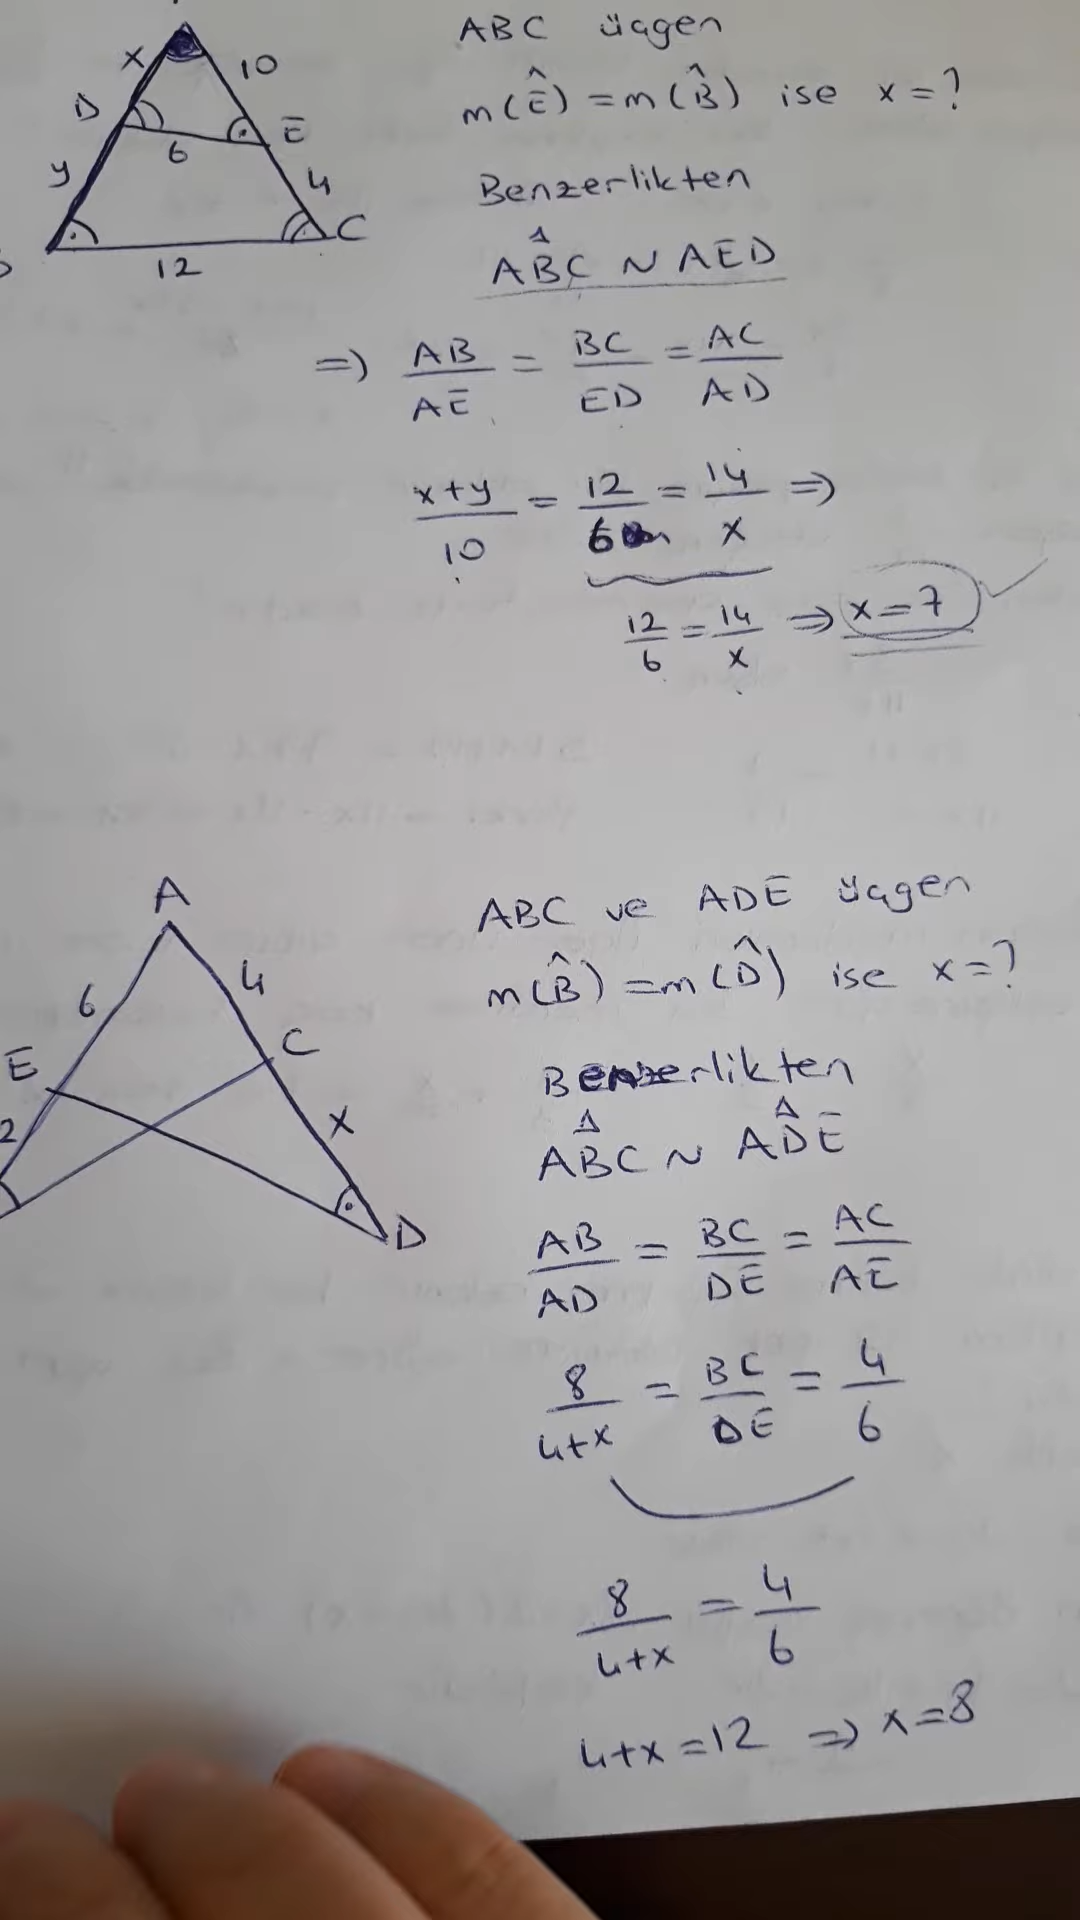 x 10
D E
6
y 4
C
12
ABC üçgen
m(Ê) = m(B̂) ise x = ?
Benzerlikten
ABC ~ AED
=> AB/AE = BC/ED = AC/AD
x+y/10 = 12/6 = 14/x =>
12/6 = 14/x => x = 7
A
6 4
E C
2 x
D
ABC ve ADE üçgen
m(B̂) = m(D̂) ise x = ?
Benzerlikten
ABC ~ ADE
AB/AD = BC/DE = AC/AE
8/4+x = BC/DE = 4/6
8/4+x = 4/6
4+x = 12 => x = 8